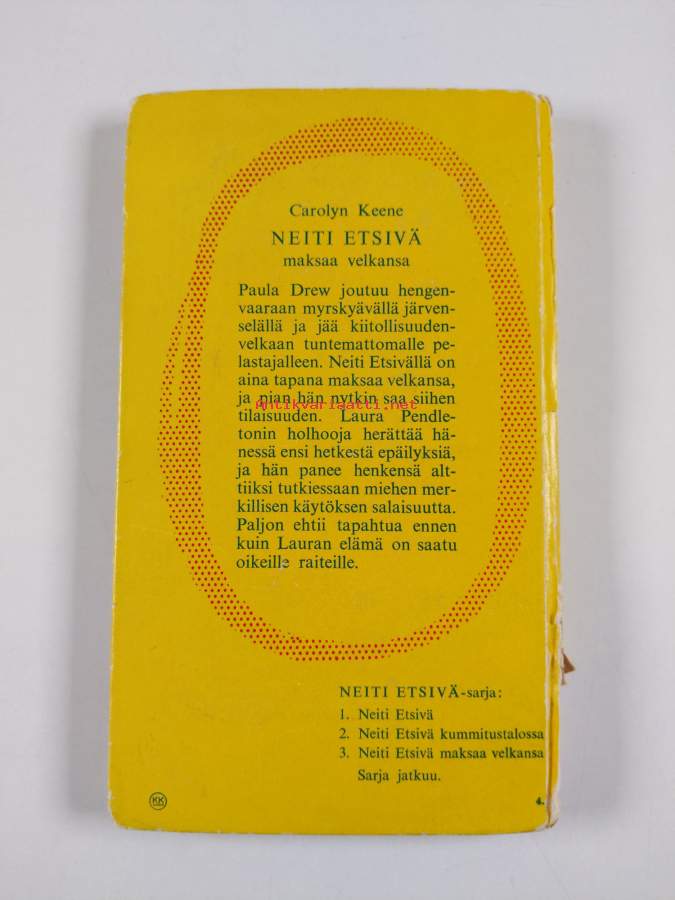 Carolyn Keene
NEITI ETSIVÄ
maksaa velkansa
Paula Drew joutuu hengen-
vaaraan myrskyävällä järven-
selällä ja jää kiitollisuuden-
velkaan tuntemattomalle pe-
lastajalleen. Neiti Etsivällä on
aina tapana maksaa velkansa,
ja pian hän nytkin saa siihen
Antikvariaatti.net
tilaisuuden. Laura Pendle-
tonin holhooja herättää hä-
nessä ensi hetkestä epäilyksiä,
ja hän panee henkensä alt-
tiiksi tutkiessaan miehen mer-
killisen käytöksen salaisuutta.
Paljon ehtii tapahtua ennen
kuin Lauran elämä on saatu
oikeille raiteille.
NEITI ETSIVÄ-sarja:
1. Neiti Etsivä
2. Neiti Etsivä kummitustalossa
3. Neiti Etsivä maksaa velkansa
Sarja jatkuu.
KK
4.